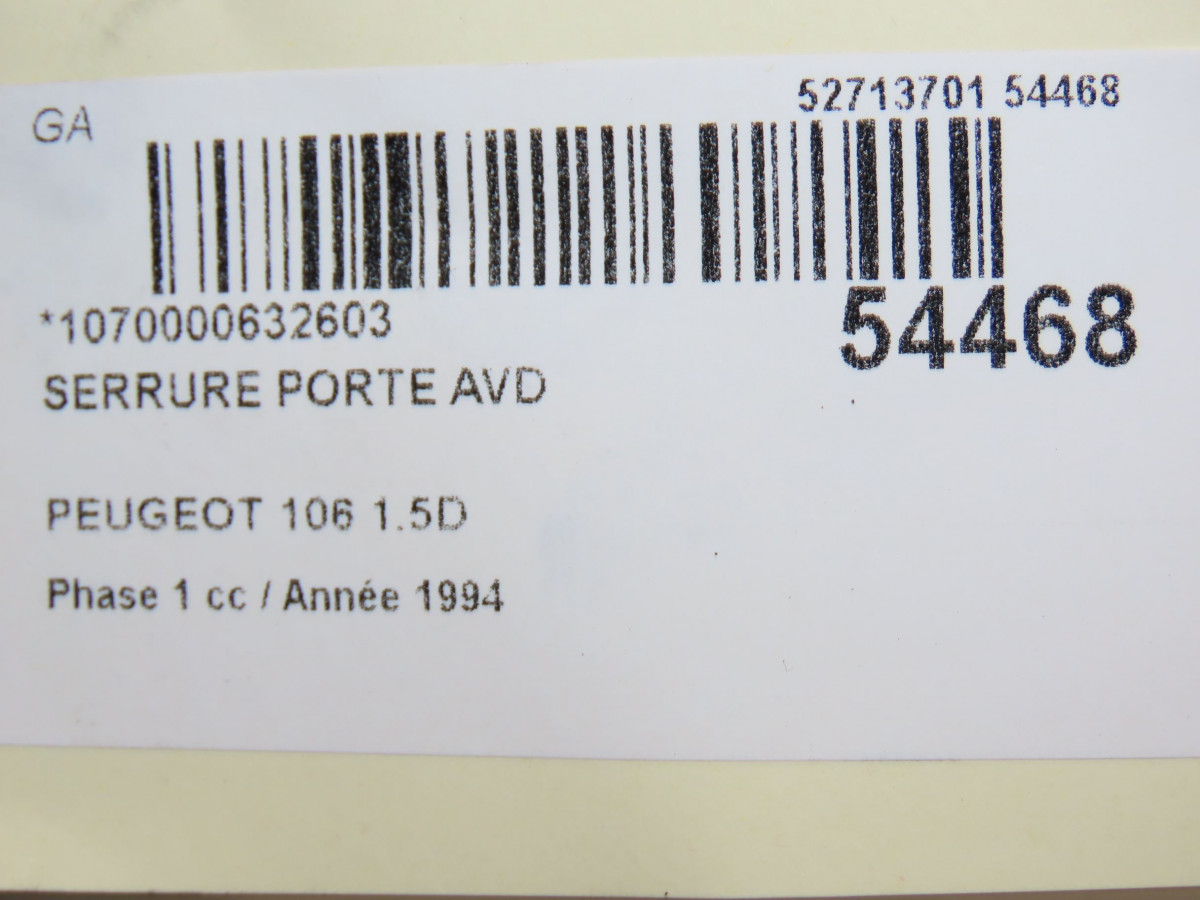 52713701 54468
GA
*1070000632603
54468
SERRURE PORTE AVD
PEUGEOT 106 1.5D
Phase 1 cc / Année 1994